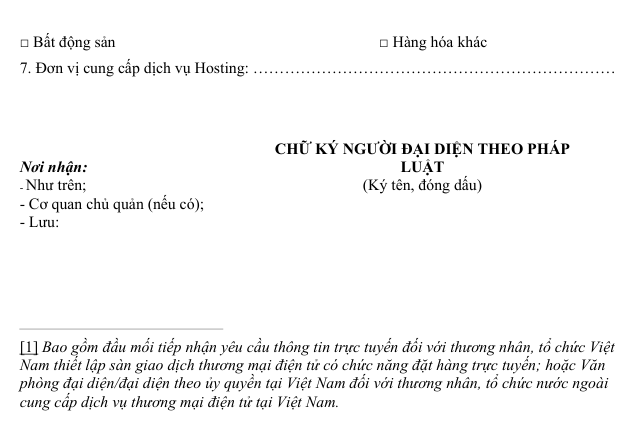 □ Bất động sản □ Hàng hóa khác
7. Đơn vị cung cấp dịch vụ Hosting: ……………………………………………………………
CHỮ KÝ NGƯỜI ĐẠI DIỆN THEO PHÁP
LUẬT
(Ký tên, đóng dấu)
Nơi nhận:
- Như trên;
- Cơ quan chủ quản (nếu có);
- Lưu:
[1] Bao gồm đầu mối tiếp nhận yêu cầu thông tin trực tuyến đối với thương nhân, tổ chức Việt
Nam thiết lập sàn giao dịch thương mại điện tử có chức năng đặt hàng trực tuyến; hoặc Văn
phòng đại diện/đại diện theo ủy quyền tại Việt Nam đối với thương nhân, tổ chức nước ngoài
cung cấp dịch vụ thương mại điện tử tại Việt Nam.